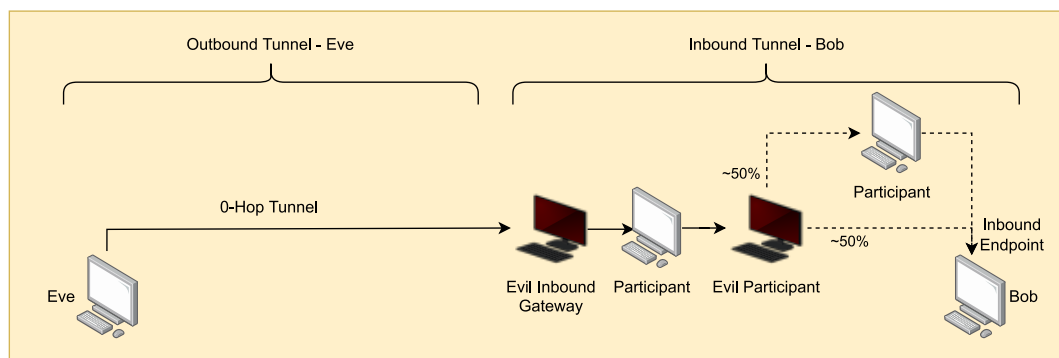 Outbound Tunnel - Eve
Inbound Tunnel - Bob
~50%
Participant
0-Hop Tunnel
~50%
Inbound
Endpoint
Eve
Evil Inbound
Gateway
Participant
Evil Participant
Bob